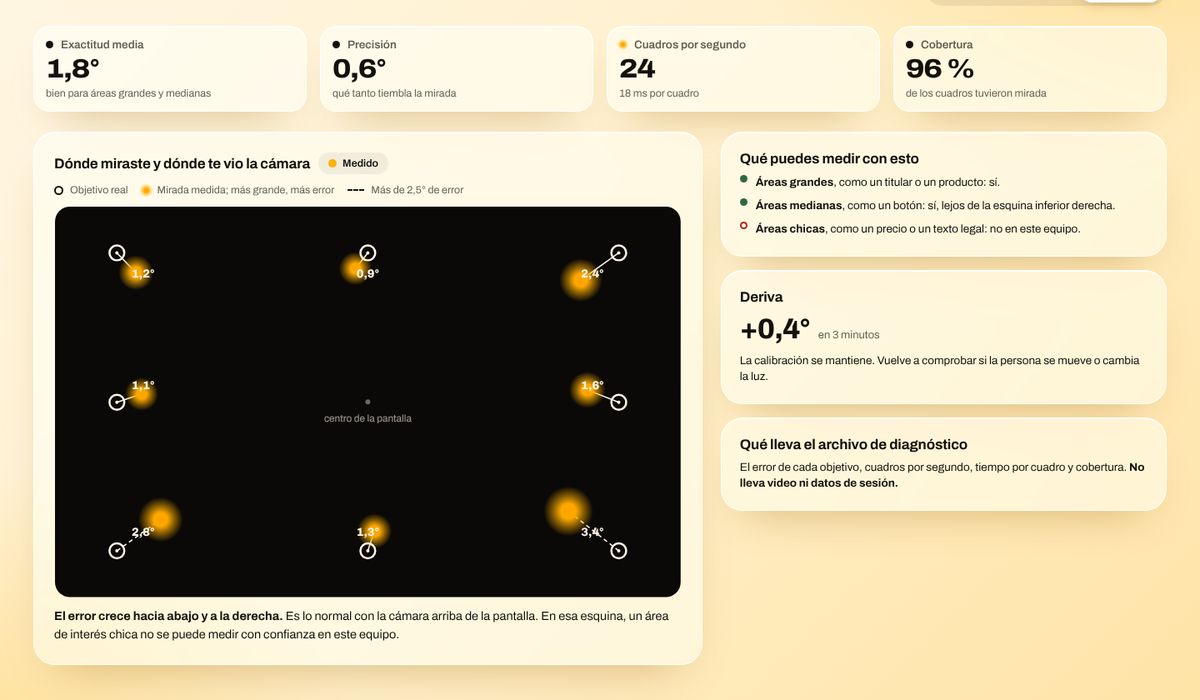 Exactitud media
1,8°
bien para áreas grandes y medianas
Precisión
0,6°
qué tanto tiembla la mirada
Cuadros por segundo
24
18 ms por cuadro
Cobertura
96 %
de los cuadros tuvieron mirada
Dónde miraste y dónde te vio la cámara
Medido
Objetivo real
Mirada medida; más grande, más error
Más de 2,5° de error
1,2°
0,9°
2,4°
1,1°
1,6°
centro de la pantalla
2,8°
1,3°
3,4°
El error crece hacia abajo y a la derecha. Es lo normal con la cámara arriba de la pantalla. En esa esquina, un área
de interés chica no se puede medir con confianza en este equipo.
Qué puedes medir con esto
Áreas grandes, como un titular o un producto: sí.
Áreas medianas, como un botón: sí, lejos de la esquina inferior derecha.
Áreas chicas, como un precio o un texto legal: no en este equipo.
Deriva
+0,4°
en 3 minutos
La calibración se mantiene. Vuelve a comprobar si la persona se mueve o cambia
la luz.
Qué lleva el archivo de diagnóstico
El error de cada objetivo, cuadros por segundo, tiempo por cuadro y cobertura. No
lleva video ni datos de sesión.